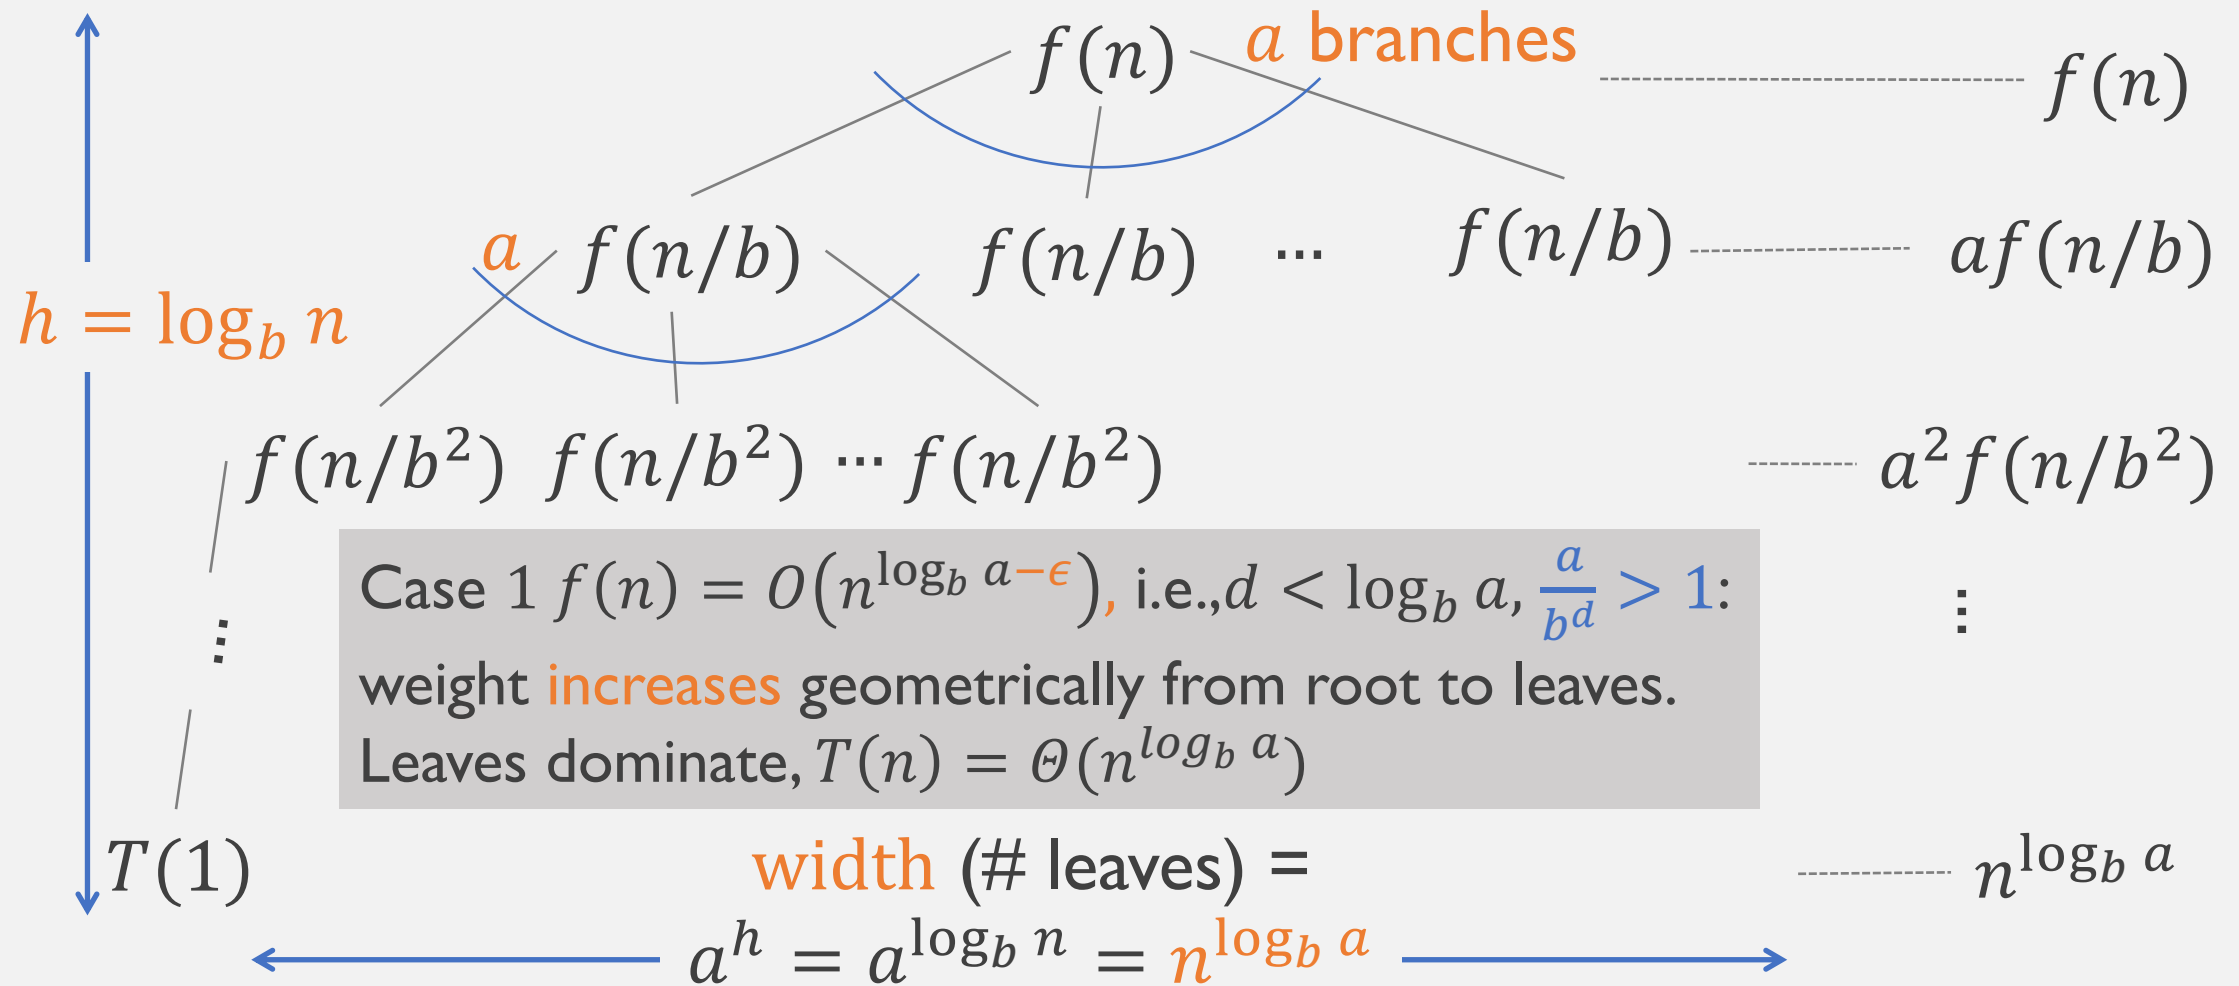 f(n) a branches f(n)
a f(n/b) f(n/b) ⋯ f(n/b) af(n/b)
h = log_b n
f(n/b²) f(n/b²) ⋯ f(n/b²) a²f(n/b²)
Case 1 f(n) = O(n^{log_b a−ϵ}), i.e.,d < log_b a, a/b^d > 1:
⋮ ⋮
weight increases geometrically from root to leaves.
Leaves dominate, T(n) = Θ(n^{log_b a})
T(1) width (# leaves) = n^{log_b a}
a^h = a^{log_b n} = n^{log_b a}